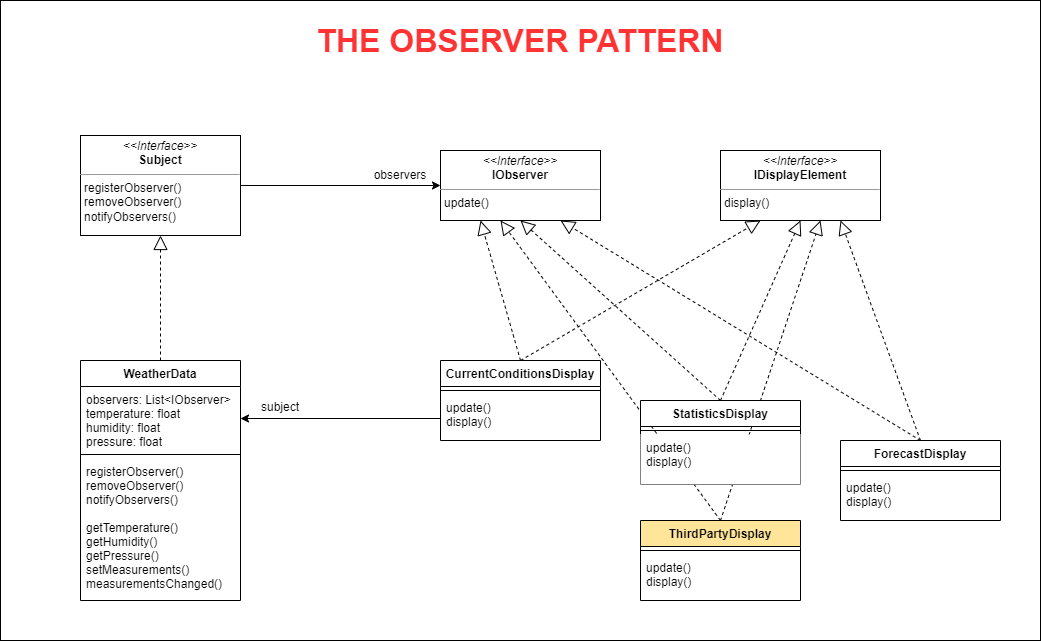 THE OBSERVER PATTERN
<<Interface>>
Subject
registerObserver()
removeObserver()
notifyObservers()
observers
<<Interface>>
IObserver
update()
<<Interface>>
IDisplayElement
display()
WeatherData
observers: List<IObserver>
temperature: float
humidity: float
pressure: float
registerObserver()
removeObserver()
notifyObservers()
getTemperature()
getHumidity()
getPressure()
setMeasurements()
measurementsChanged()
subject
CurrentConditionsDisplay
update()
display()
StatisticsDisplay
update()
display()
ForecastDisplay
update()
display()
ThirdPartyDisplay
update()
display()